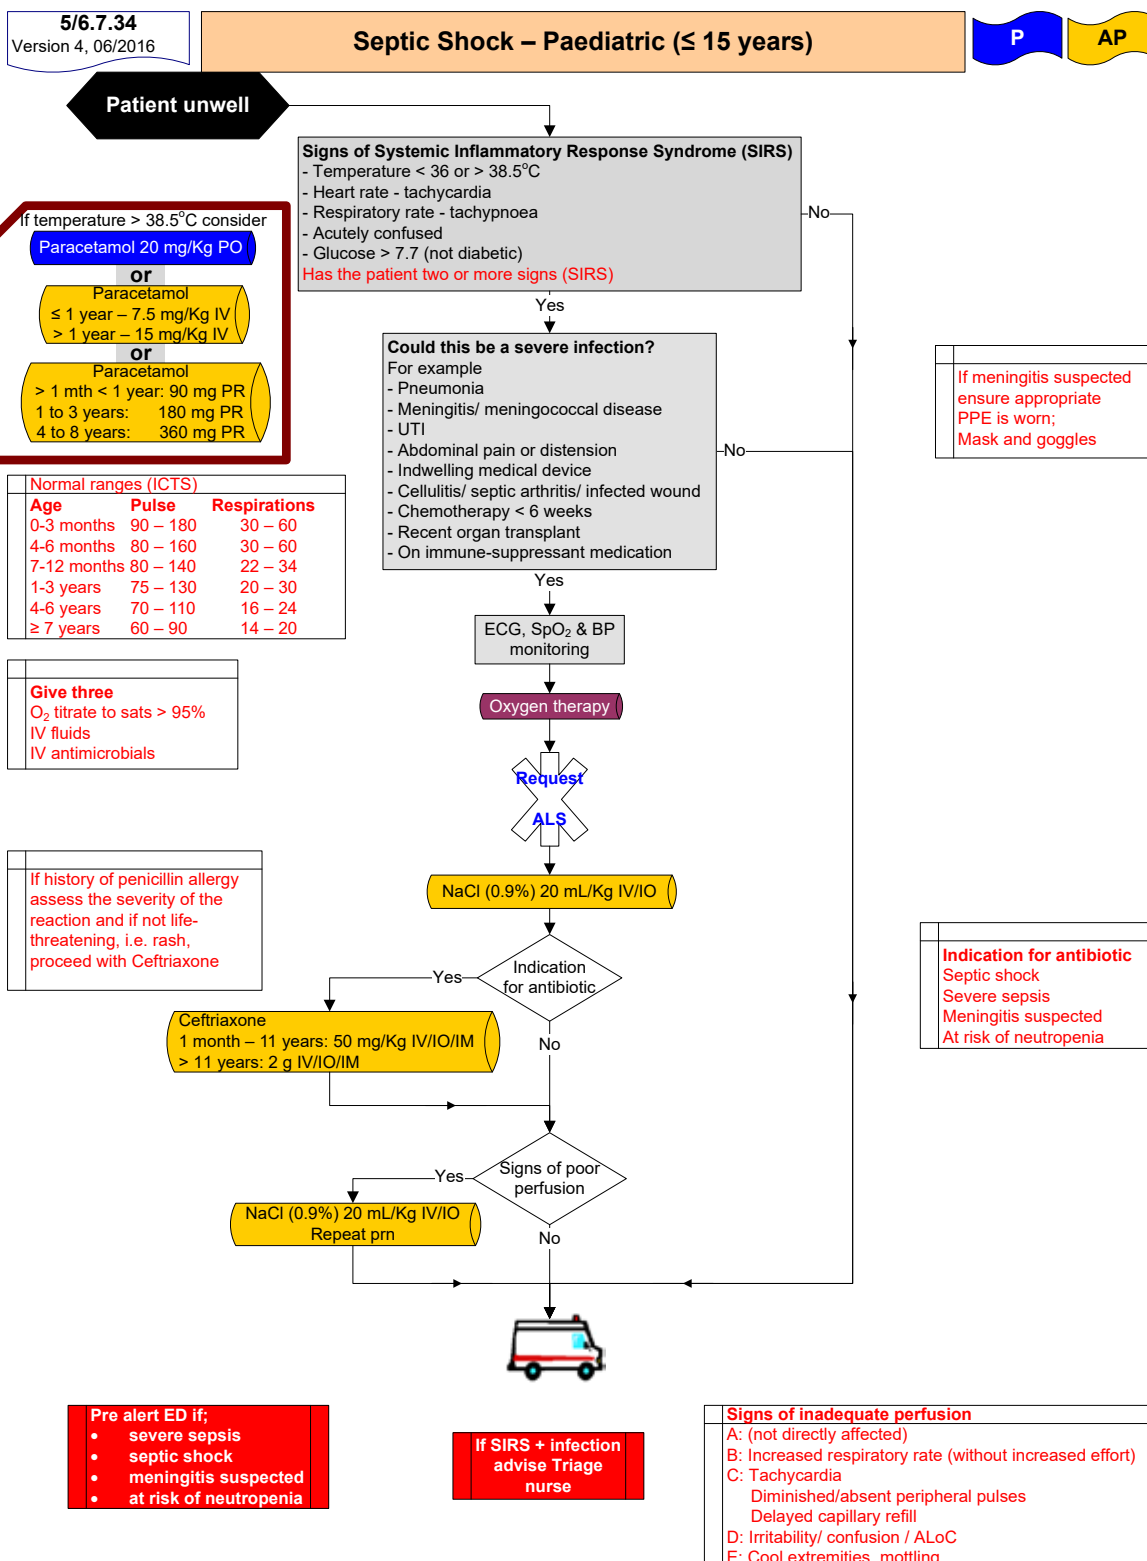 5/6.7.34
Version 4, 06/2016
Septic Shock – Paediatric (≤ 15 years)
P
AP
Patient unwell
Signs of Systemic Inflammatory Response Syndrome (SIRS)
- Temperature < 36 or > 38.5°C
- Heart rate - tachycardia
- Respiratory rate - tachypnoea
- Acutely confused
- Glucose > 7.7 (not diabetic)
Has the patient two or more signs (SIRS)
No
Yes
If temperature > 38.5°C consider
Paracetamol 20 mg/Kg PO
or
Paracetamol
≤ 1 year – 7.5 mg/Kg IV
> 1 year – 15 mg/Kg IV
or
Paracetamol
> 1 mth < 1 year: 90 mg PR
1 to 3 years: 180 mg PR
4 to 8 years: 360 mg PR
Could this be a severe infection?
For example
- Pneumonia
- Meningitis/ meningococcal disease
- UTI
- Abdominal pain or distension
- Indwelling medical device
- Cellulitis/ septic arthritis/ infected wound
- Chemotherapy < 6 weeks
- Recent organ transplant
- On immune-suppressant medication
No
Yes
If meningitis suspected
ensure appropriate
PPE is worn;
Mask and goggles
Normal ranges (ICTS)
Age Pulse Respirations
0-3 months 90 – 180 30 – 60
4-6 months 80 – 160 30 – 60
7-12 months 80 – 140 22 – 34
1-3 years 75 – 130 20 – 30
4-6 years 70 – 110 16 – 24
≥ 7 years 60 – 90 14 – 20
ECG, SpO₂ & BP
monitoring
Give three
O₂ titrate to sats > 95%
IV fluids
IV antimicrobials
Oxygen therapy
Request
ALS
If history of penicillin allergy
assess the severity of the
reaction and if not life-
threatening, i.e. rash,
proceed with Ceftriaxone
NaCl (0.9%) 20 mL/Kg IV/IO
Indication
for antibiotic
Yes
No
Indication for antibiotic
Septic shock
Severe sepsis
Meningitis suspected
At risk of neutropenia
Ceftriaxone
1 month – 11 years: 50 mg/Kg IV/IO/IM
> 11 years: 2 g IV/IO/IM
Signs of poor
perfusion
Yes
No
NaCl (0.9%) 20 mL/Kg IV/IO
Repeat prn
Pre alert ED if;
• severe sepsis
• septic shock
• meningitis suspected
• at risk of neutropenia
If SIRS + infection
advise Triage
nurse
Signs of inadequate perfusion
A: (not directly affected)
B: Increased respiratory rate (without increased effort)
C: Tachycardia
Diminished/absent peripheral pulses
Delayed capillary refill
D: Irritability/ confusion / ALoC
E: Cool extremities, mottling